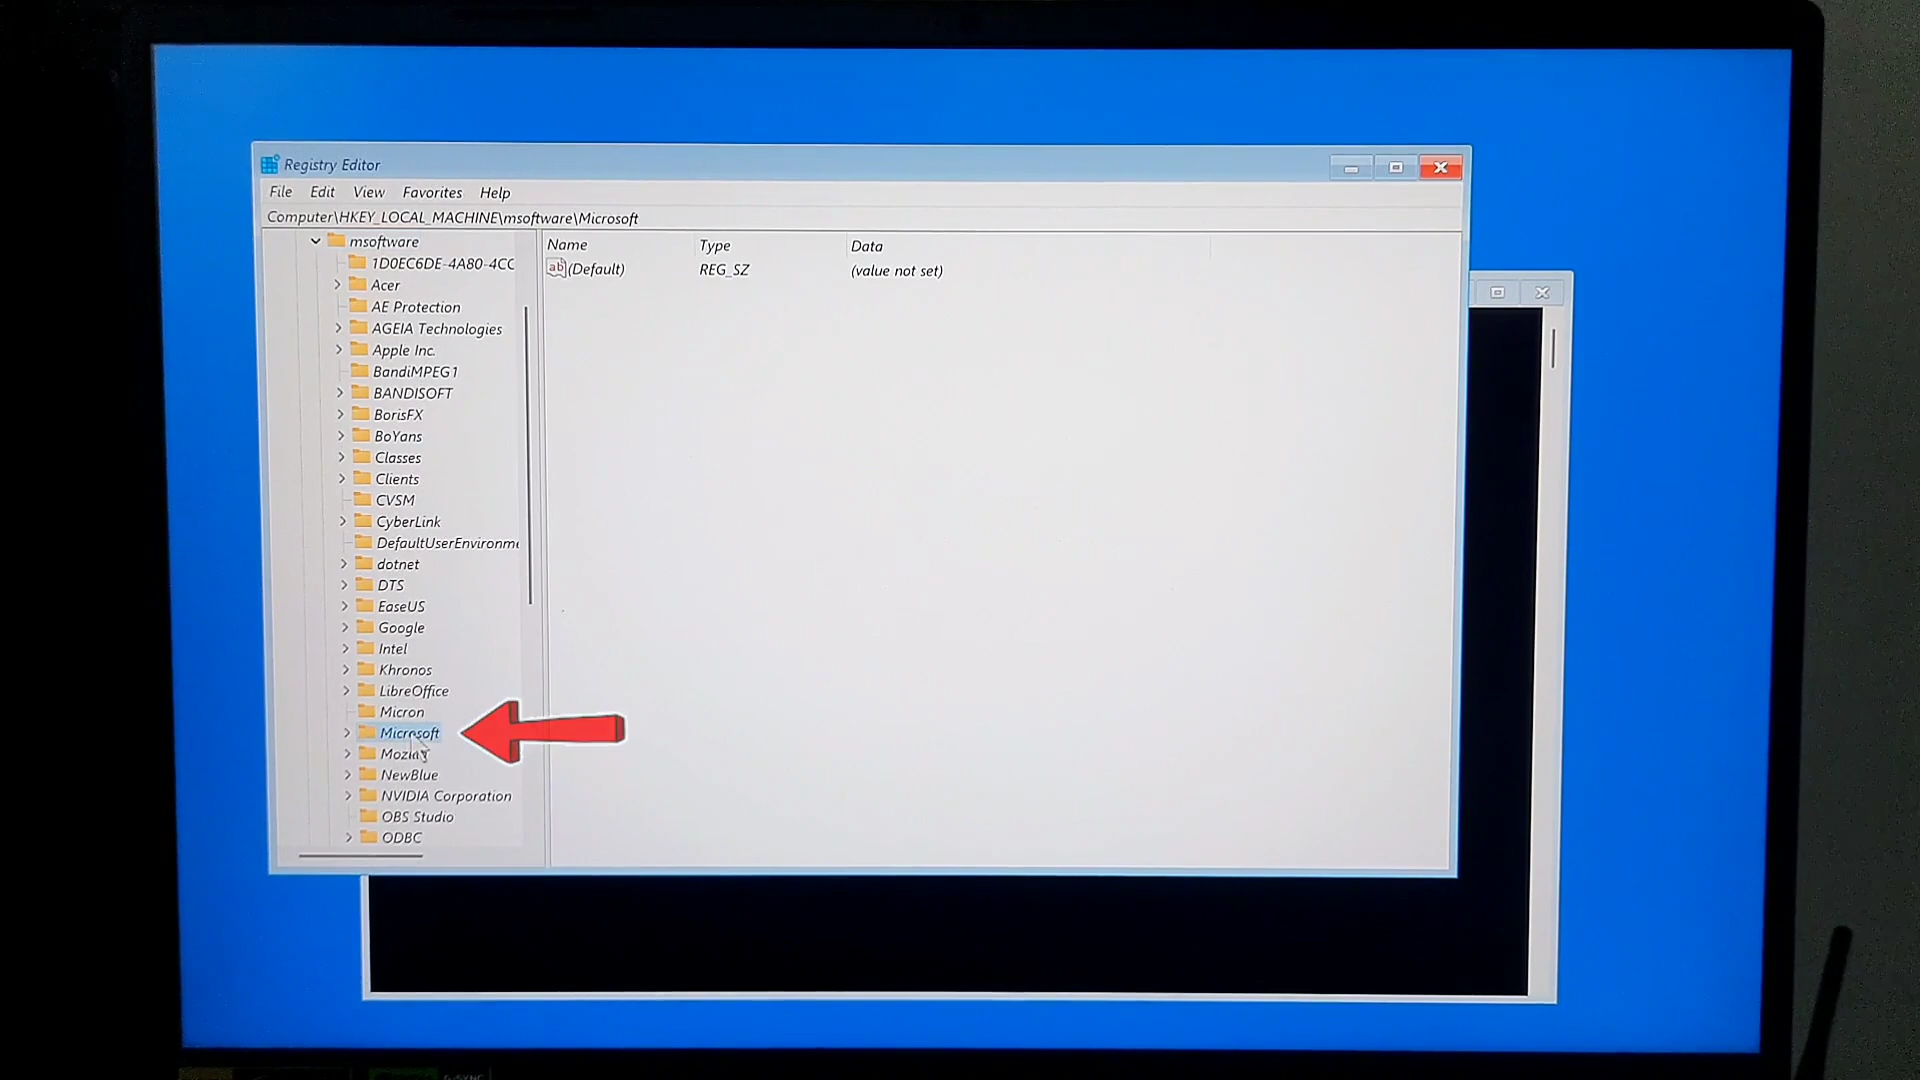 Registry Editor
File Edit View Favorites Help
Computer\HKEY_LOCAL_MACHINE\msoftware\Microsoft
Name Type Data
(Default) REG_SZ (value not set)
msoftware
1D0EC6DE-4A80-4CC
Acer
AE Protection
AGEIA Technologies
Apple Inc.
BandiMPEG1
BANDISOFT
BorisFX
BoYans
Classes
Clients
CVSM
CyberLink
DefaultUserEnvironme
dotnet
DTS
EaseUS
Google
Intel
Khronos
LibreOffice
Micron
Microsoft
Mozilla
NewBlue
NVIDIA Corporation
OBS Studio
ODBC